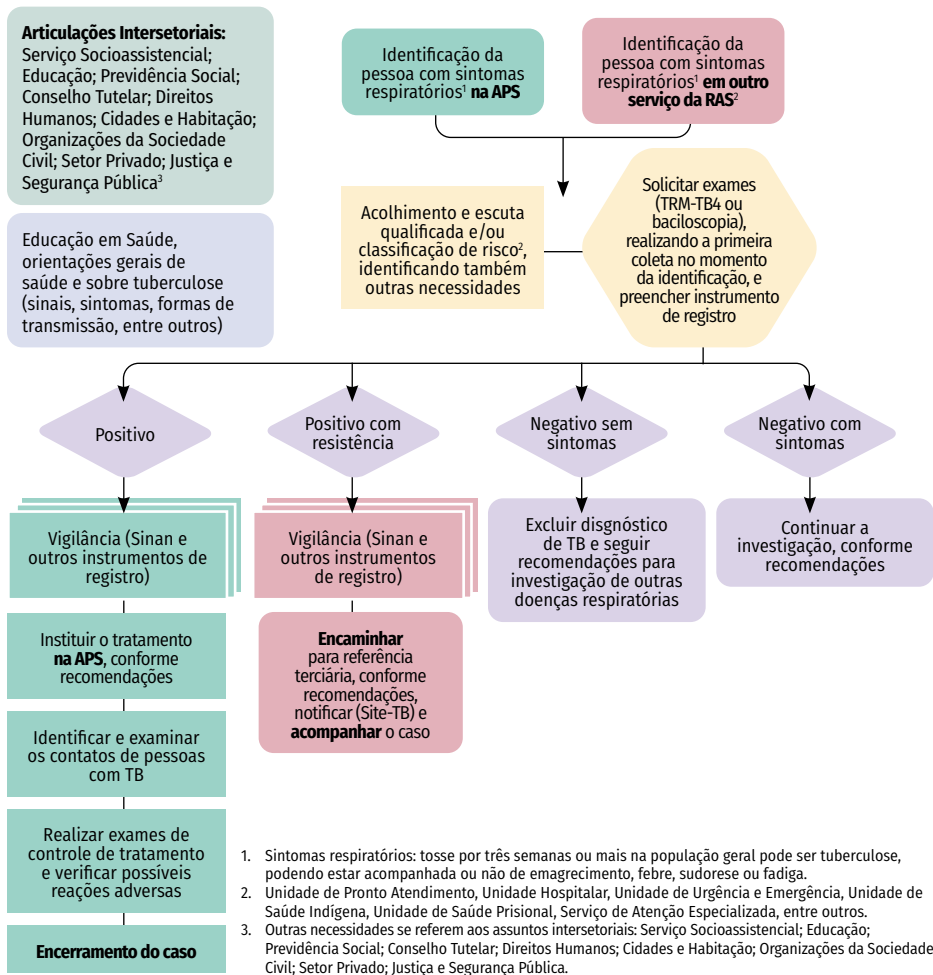 Articulações Intersetoriais:
Serviço Socioassistencial;
Educação; Previdência Social;
Conselho Tutelar; Direitos
Humanos; Cidades e Habitação;
Organizações da Sociedade
Civil; Setor Privado; Justiça e
Segurança Pública³
Educação em Saúde,
orientações gerais de
saúde e sobre tuberculose
(sinais, sintomas, formas de
transmissão, entre outros)
Identificação da
pessoa com sintomas
respiratórios¹ na APS
Identificação da
pessoa com sintomas
respiratórios¹ em outro
serviço da RAS²
Acolhimento e escuta
qualificada e/ou
classificação de risco²,
identificando também
outras necessidades
Solicitar exames
(TRM-TB4 ou
baciloscopia),
realizando a primeira
coleta no momento
da identificação, e
preencher instrumento
de registro
Positivo
Positivo com
resistência
Negativo sem
sintomas
Negativo com
sintomas
Vigilância (Sinan e
outros instrumentos de
registro)
Vigilância (Sinan e
outros instrumentos
de registro)
Excluir disgnóstico
de TB e seguir
recomendações para
investigação de outras
doenças respiratórias
Continuar a
investigação, conforme
recomendações
Instituir o tratamento
na APS, conforme
recomendações
Encaminhar
para referência
terciária, conforme
recomendações,
notificar (Site-TB) e
acompanhar o caso
Identificar e examinar
os contatos de pessoas
com TB
Realizar exames de
controle de tratamento
e verificar possíveis
reações adversas
Encerramento do caso
1. Sintomas respiratórios: tosse por três semanas ou mais na população geral pode ser tuberculose,
podendo estar acompanhada ou não de emagrecimento, febre, sudorese ou fadiga.
2. Unidade de Pronto Atendimento, Unidade Hospitalar, Unidade de Urgência e Emergência, Unidade de
Saúde Indígena, Unidade de Saúde Prisional, Serviço de Atenção Especializada, entre outros.
3. Outras necessidades se referem aos assuntos intersetoriais: Serviço Socioassistencial; Educação;
Previdência Social; Conselho Tutelar; Direitos Humanos; Cidades e Habitação; Organizações da Sociedade
Civil; Setor Privado; Justiça e Segurança Pública.